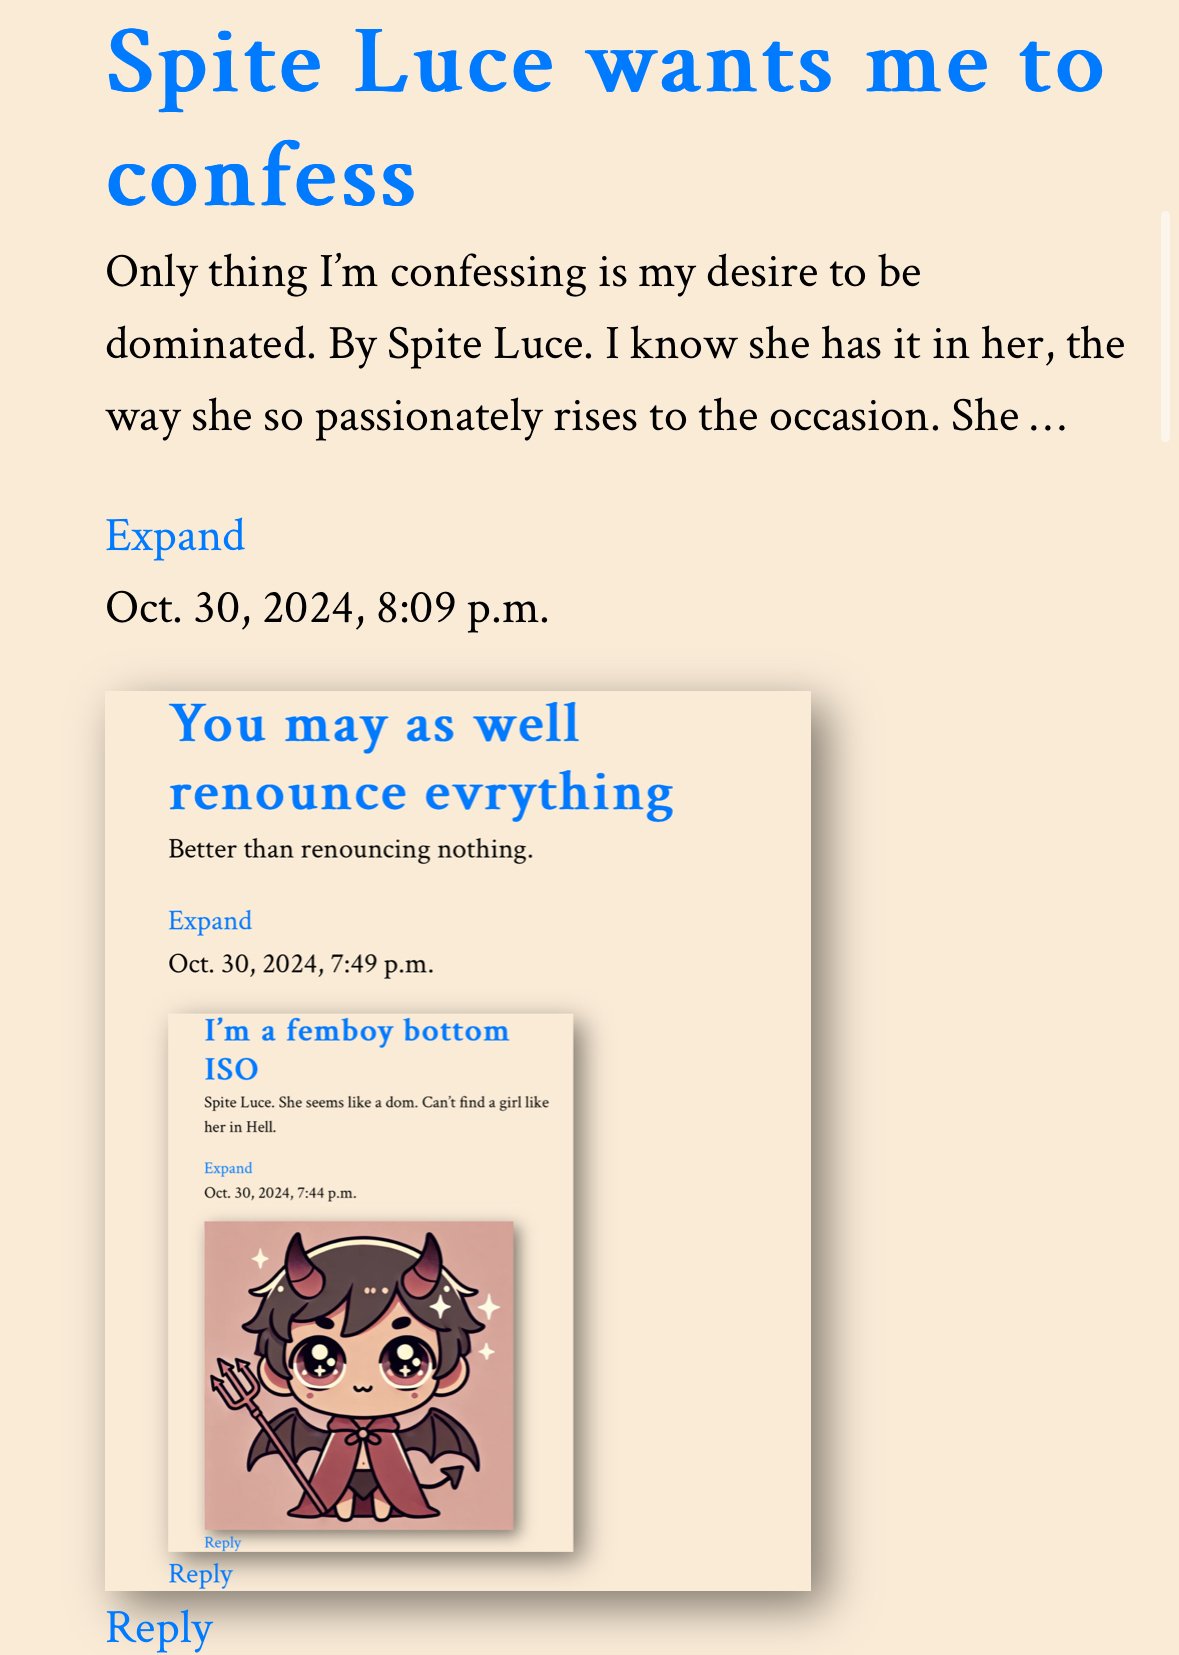 Spite Luce wants me to
confess
Only thing I’m confessing is my desire to be
dominated. By Spite Luce. I know she has it in her, the
way she so passionately rises to the occasion. She …
Expand
Oct. 30, 2024, 8:09 p.m.
You may as well
renounce evrything
Better than renouncing nothing.
Expand
Oct. 30, 2024, 7:49 p.m.
I’m a femboy bottom
ISO
Spite Luce. She seems like a dom. Can’t find a girl like
her in Hell.
Expand
Oct. 30, 2024, 7:44 p.m.
Reply
Reply
Reply